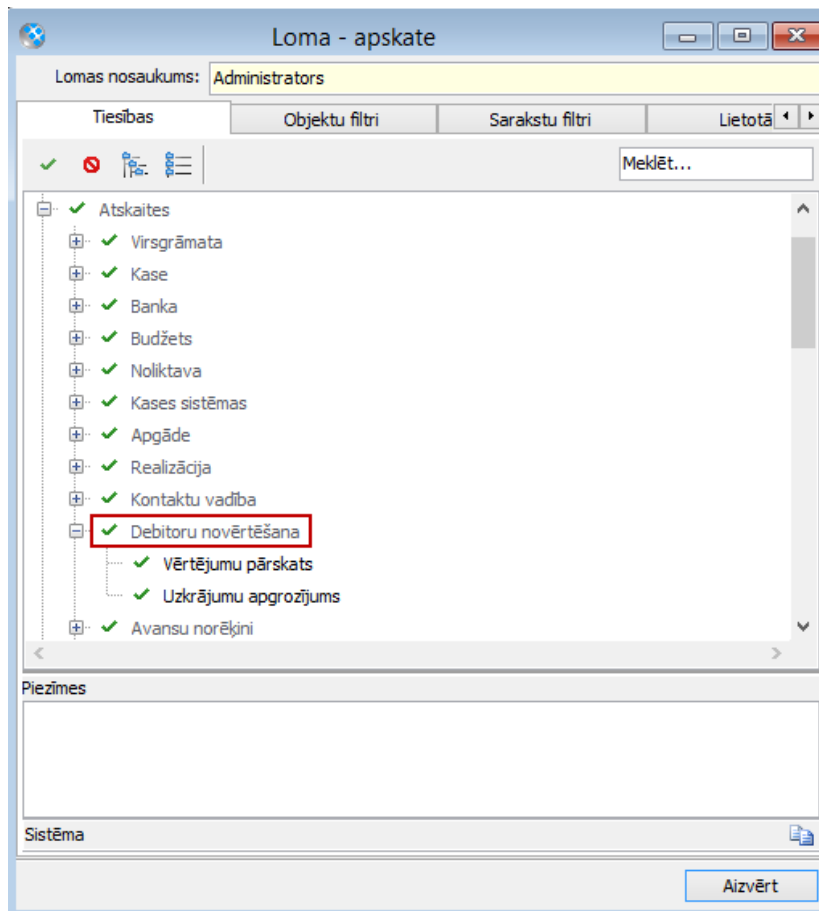 Loma - apskate
Lomas nosaukums: Administrators
Tiesības Objektu filtri Sarakstu filtri Lietotā
Meklēt...
Atskaites
Virsgrāmata
Kase
Banka
Budžets
Noliktava
Kases sistēmas
Apgāde
Realizācija
Kontaktu vadība
Debitoru novērtēšana
Vērtējumu pārskats
Uzkrājumu apgrozījums
Avansu norēķini
Piezīmes
Sistēma
Aizvērt